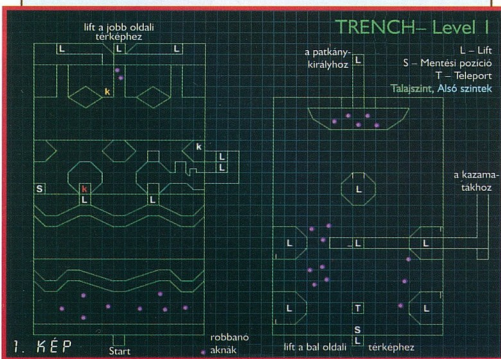 TRENCH– Level 1
L – Lift
S – Mentési pozíció
T – Teleport
Talajszint, Alsó szintek
lift a jobb oldali
térképhez
L
L
L
k
k
L
L
S
k
L
L
Start
robbanó
aknák
1. KÉP
a patkány-
királyhoz
L
L
a kazama-
tákhoz
L
L
L
L
T
L
S
L
lift a bal oldali
térképhez